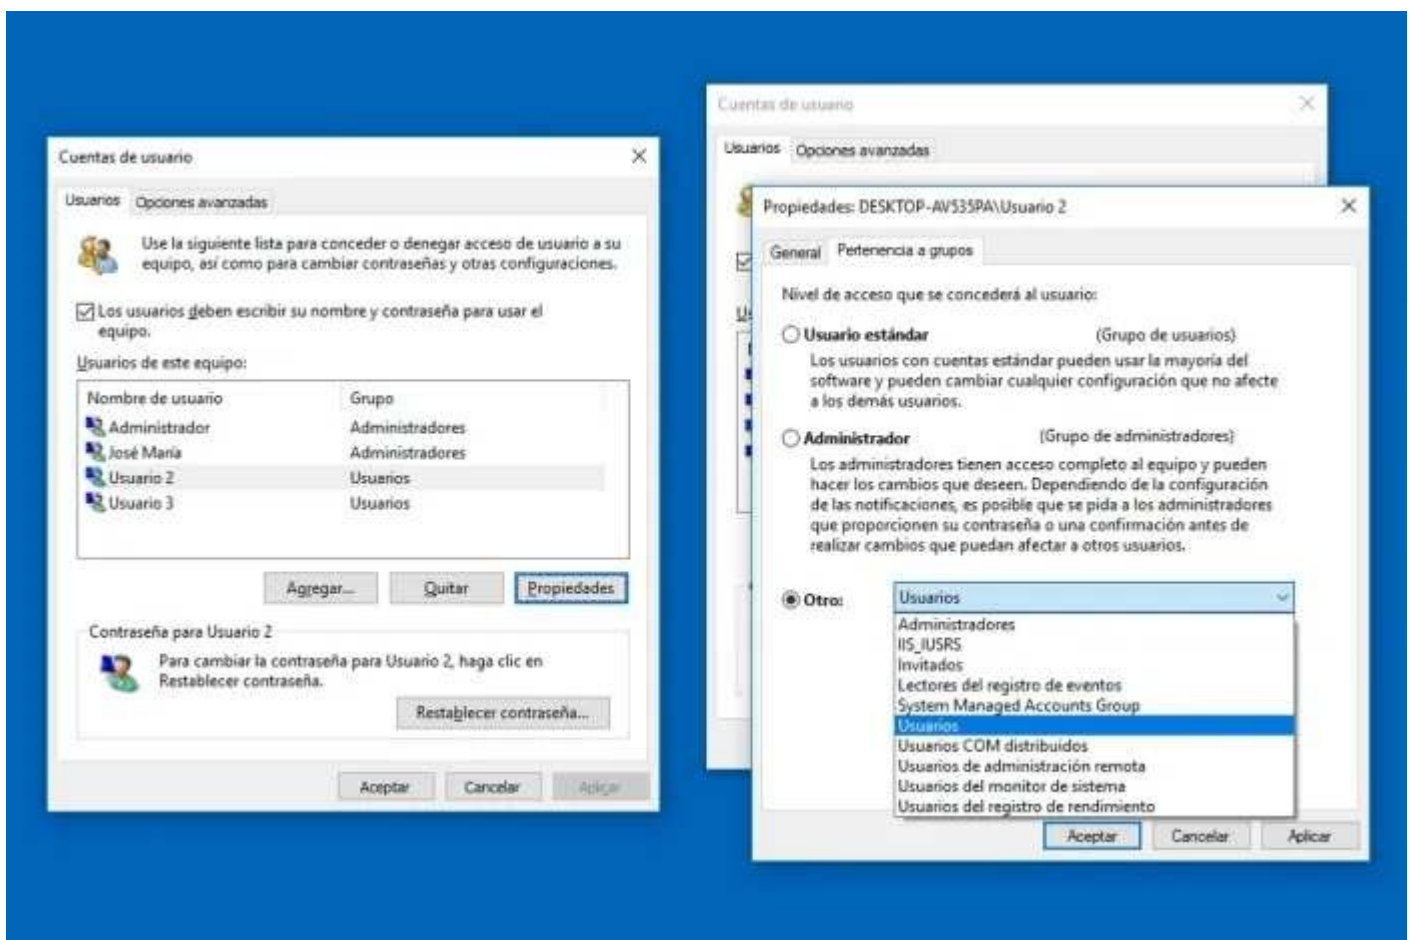 Cuentas de usuario
Usuarios
Opciones avanzadas
Use la siguiente lista para conceder o denegar acceso de usuario a su
equipo, así como para cambiar contraseñas y otras configuraciones.
Los usuarios deben escribir su nombre y contraseña para usar el
equipo.
Usuarios de este equipo:
Nombre de usuario Grupo
Administrador Administradores
José María Administradores
Usuario 2 Usuarios
Usuario 3 Usuarios
Agregar... Quitar Propiedades
Contraseña para Usuario 2
Para cambiar la contraseña para Usuario 2, haga clic en
Restablecer contraseña.
Restablecer contraseña...
Aceptar Cancelar Aplicar
Cuentas de usuario
Usuarios Opciones avanzadas
Propiedades: DESKTOP-AV535PA\Usuario 2
General Pertenencia a grupos
Nivel de acceso que se concederá al usuario:
Usuario estándar (Grupo de usuarios)
Los usuarios con cuentas estándar pueden usar la mayoría del
software y pueden cambiar cualquier configuración que no afecte
a los demás usuarios.
Administrador (Grupo de administradores)
Los administradores tienen acceso completo al equipo y pueden
hacer los cambios que deseen. Dependiendo de la configuración
de las notificaciones, es posible que se pida a los administradores
que proporcionen su contraseña o una confirmación antes de
realizar cambios que puedan afectar a otros usuarios.
Otro: Usuarios
Administradores
IIS_IUSRS
Invitados
Lectores del registro de eventos
System Managed Accounts Group
Usuarios
Usuarios COM distribuidos
Usuarios de administración remota
Usuarios del monitor de sistema
Usuarios del registro de rendimiento
Aceptar Cancelar Aplicar